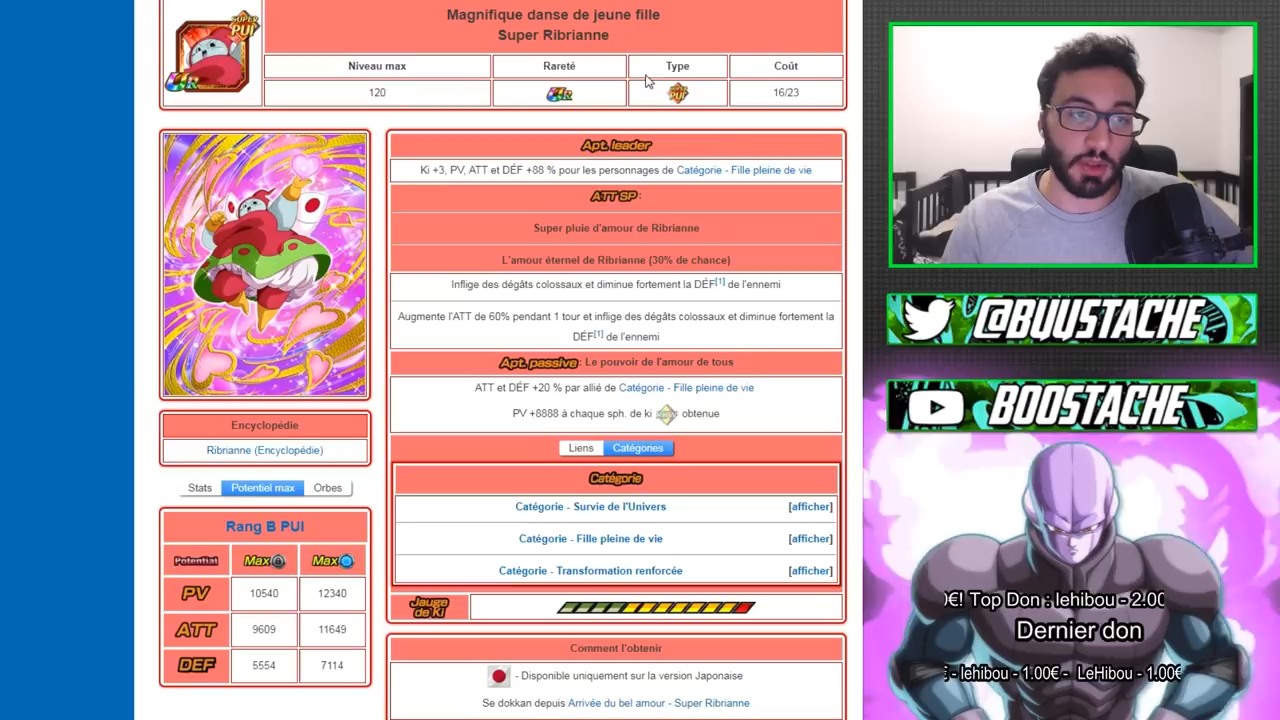 Magnifique danse de jeune fille
Super Ribrianne
SUPER PUI
UR
Niveau max Rareté Type Coût
120 UR SUPER PUI 16/23
Apt. leader
Ki +3, PV, ATT et DÉF +88 % pour les personnages de Catégorie - Fille pleine de vie
ATT SP :
Super pluie d'amour de Ribrianne
L'amour éternel de Ribrianne (30% de chance)
Inflige des dégâts colossaux et diminue fortement la DÉF[1] de l'ennemi
Augmente l'ATT de 60% pendant 1 tour et inflige des dégâts colossaux et diminue fortement la
DÉF[1] de l'ennemi
Apt. passive : Le pouvoir de l'amour de tous
ATT et DÉF +20 % par allié de Catégorie - Fille pleine de vie
PV +8888 à chaque sph. de ki obtenue
Liens Catégories
Catégorie
Catégorie - Survie de l'Univers [afficher]
Catégorie - Fille pleine de vie [afficher]
Catégorie - Transformation renforcée [afficher]
Jauge de Ki
Comment l'obtenir
- Disponible uniquement sur la version Japonaise
Se dokkan depuis Arrivée du bel amour - Super Ribrianne
Encyclopédie
Ribrianne (Encyclopédie)
Stats Potentiel max Orbes
Rang B PUI
Potential Max Max
PV 10540 12340
ATT 9609 11649
DEF 5554 7114
@BUUSTACHE
BOOSTACHE
€! Top Don : lehibou - 2.00
Dernier don
- lehibou - 1.00€ - LeHibou - 1.00€